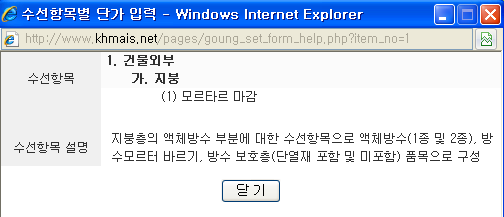 수선항목별 단가 입력 - Windows Internet Explorer
http://www.khmais.net/pages/goung_set_form_help.php?item_no=1
수선항목
1. 건물외부
가. 지붕
(1) 모르타르 마감
수선항목 설명
지붕층의 액체방수 부분에 대한 수선항목으로 액체방수(1종 및 2종), 방
수모르터 바르기, 방수 보호층(단열재 포함 및 미포함) 품목으로 구성
닫 기